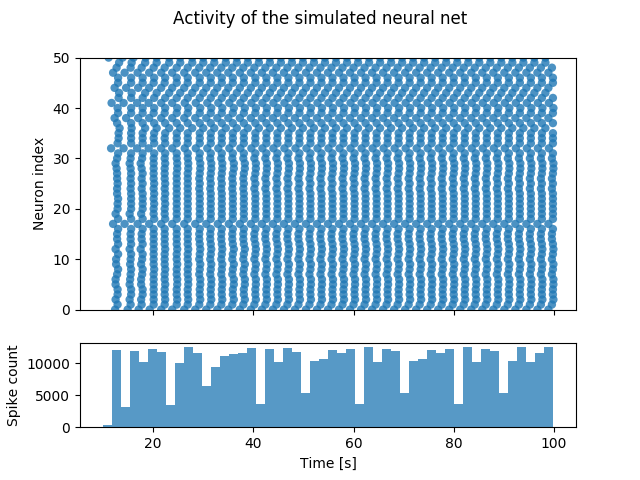 Activity of the simulated neural net
50
40
30
20
10
0
Neuron index
10000
5000
0
Spike count
20 40 60 80 100
Time [s]